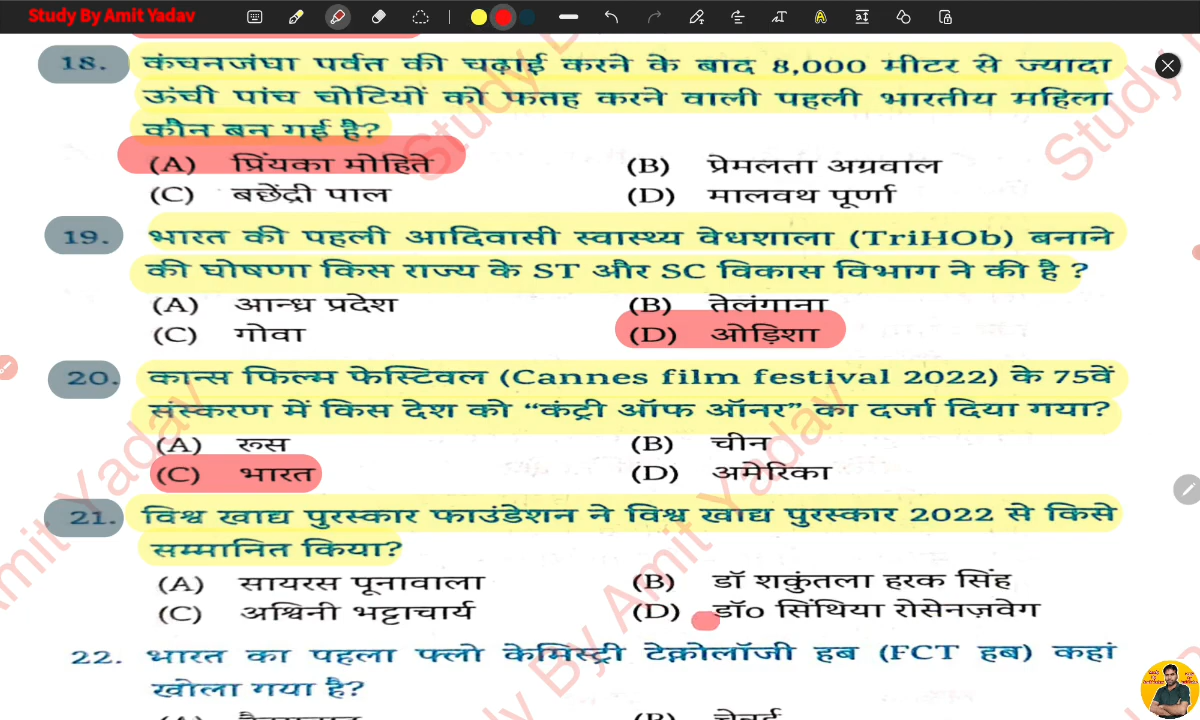 Study By Amit Yadav
18. कंचनजंघा पर्वत की चढ़ाई करने के बाद 8,000 मीटर से ज्यादा
ऊंची पांच चोटियों को फतह करने वाली पहली भारतीय महिला
कौन बन गई है?
(A) प्रिंयका मोहिते (B) प्रेमलता अग्रवाल
(C) बछेंद्री पाल (D) मालवथ पूर्णा
19. भारत की पहली आदिवासी स्वास्थ्य वेधशाला (TriHOb) बनाने
की घोषणा किस राज्य के ST और SC विकास विभाग ने की है ?
(A) आन्ध्र प्रदेश (B) तेलंगाना
(C) गोवा (D) ओड़िशा
20. कान्स फिल्म फेस्टिवल (Cannes film festival 2022) के 75वें
संस्करण में किस देश को “कंट्री ऑफ ऑनर” का दर्जा दिया गया?
(A) रूस (B) चीन
(C) भारत (D) अमेरिका
21. विश्व खाद्य पुरस्कार फाउंडेशन ने विश्व खाद्य पुरस्कार 2022 से किसे
सम्मानित किया?
(A) सायरस पूनावाला (B) डॉ शकुंतला हरक सिंह
(C) अश्विनी भट्टाचार्य (D) डॉo सिंथिया रोसेनज़वेग
22. भारत का पहला फ्लो केमिस्ट्री टेक्नोलॉजी हब (FCT हब) कहां
खोला गया है?